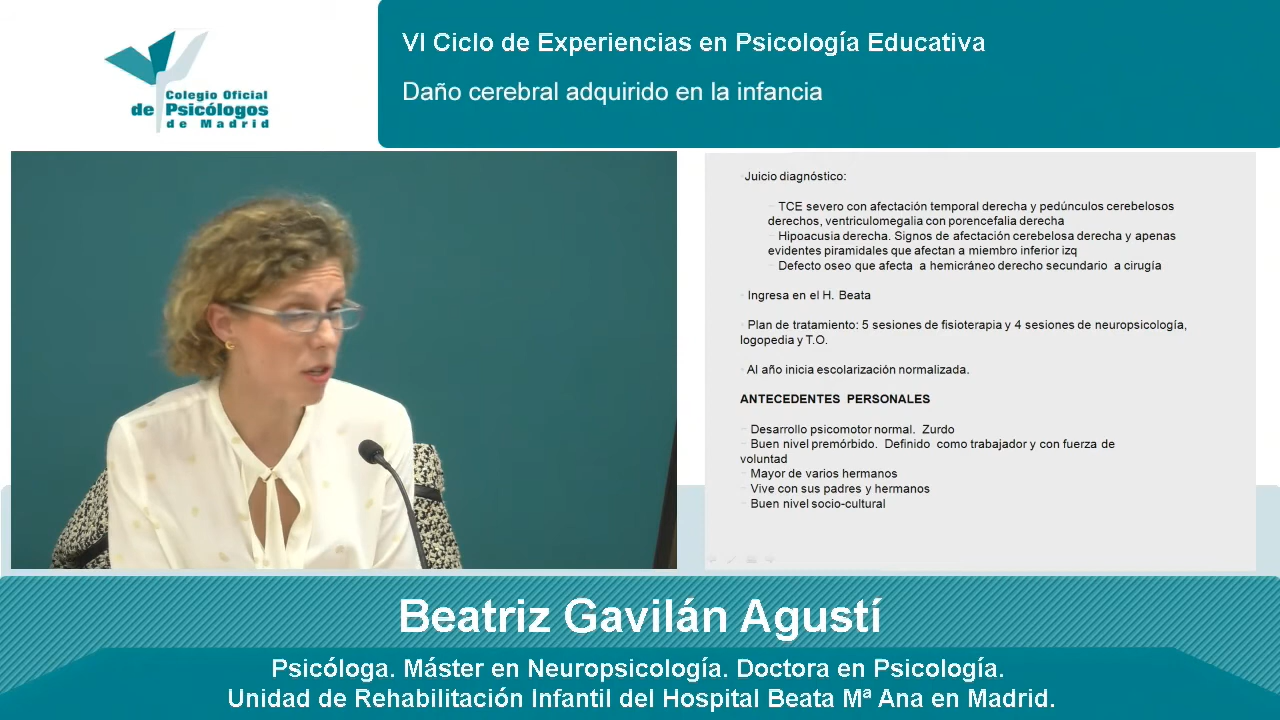 Colegio Oficial
de Psicólogos
de Madrid
VI Ciclo de Experiencias en Psicología Educativa
Daño cerebral adquirido en la infancia
Juicio diagnóstico:
TCE severo con afectación temporal derecha y pedúnculos cerebelosos
derechos, ventriculomegalia con porencefalia derecha
Hipoacusia derecha. Signos de afectación cerebelosa derecha y apenas
evidentes piramidales que afectan a miembro inferior izq
Defecto oseo que afecta a hemicráneo derecho secundario a cirugía
Ingresa en el H. Beata
Plan de tratamiento: 5 sesiones de fisioterapia y 4 sesiones de neuropsicología,
logopedia y T.O.
Al año inicia escolarización normalizada.
ANTECEDENTES PERSONALES
Desarrollo psicomotor normal. Zurdo
Buen nivel premórbido. Definido como trabajador y con fuerza de
voluntad
Mayor de varios hermanos
Vive con sus padres y hermanos
Buen nivel socio-cultural
Beatriz Gavilán Agustí
Psicóloga. Máster en Neuropsicología. Doctora en Psicología.
Unidad de Rehabilitación Infantil del Hospital Beata Mª Ana en Madrid.